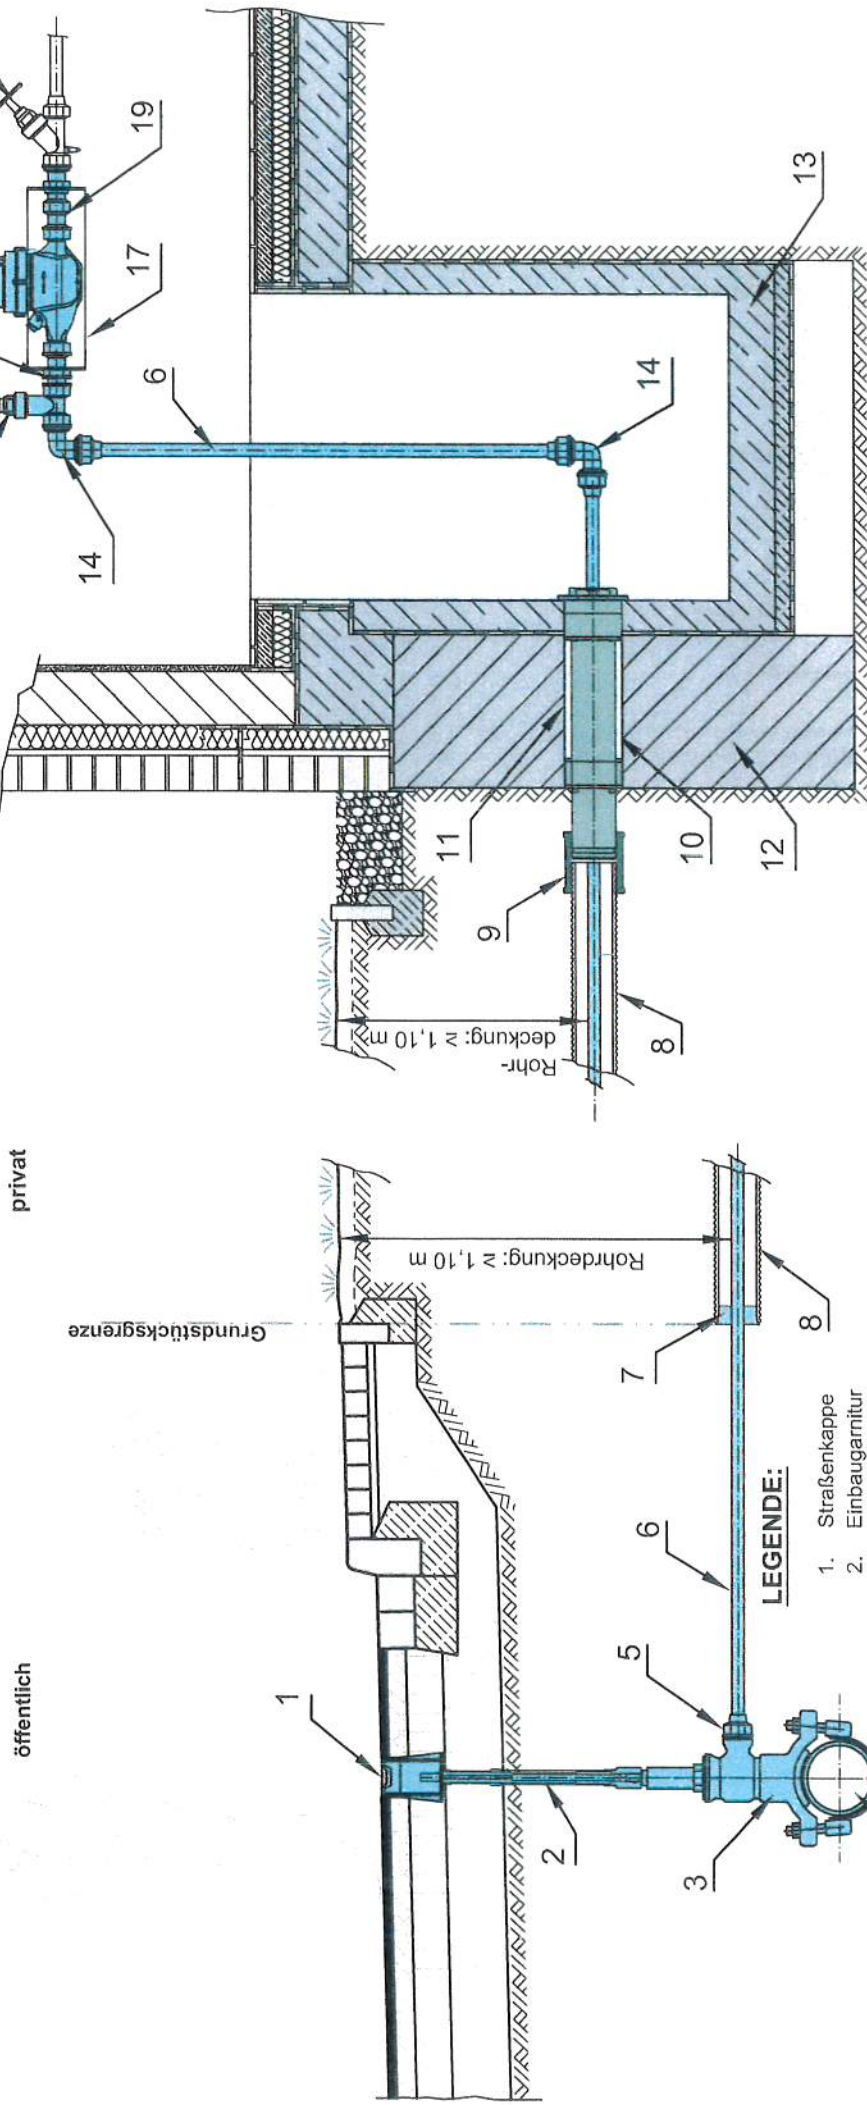 öffentlich
privat
Grundstücksgrenze
1
2
3
5
6
7
8
Rohrdeckung: ≥ 1,10 m
Rohr-
deckung: ≥ 1,10 m
8
9
10
11
12
13
14
14
6
17
19
LEGENDE:
1. Straßenkappe
2. Einbaugarnitur